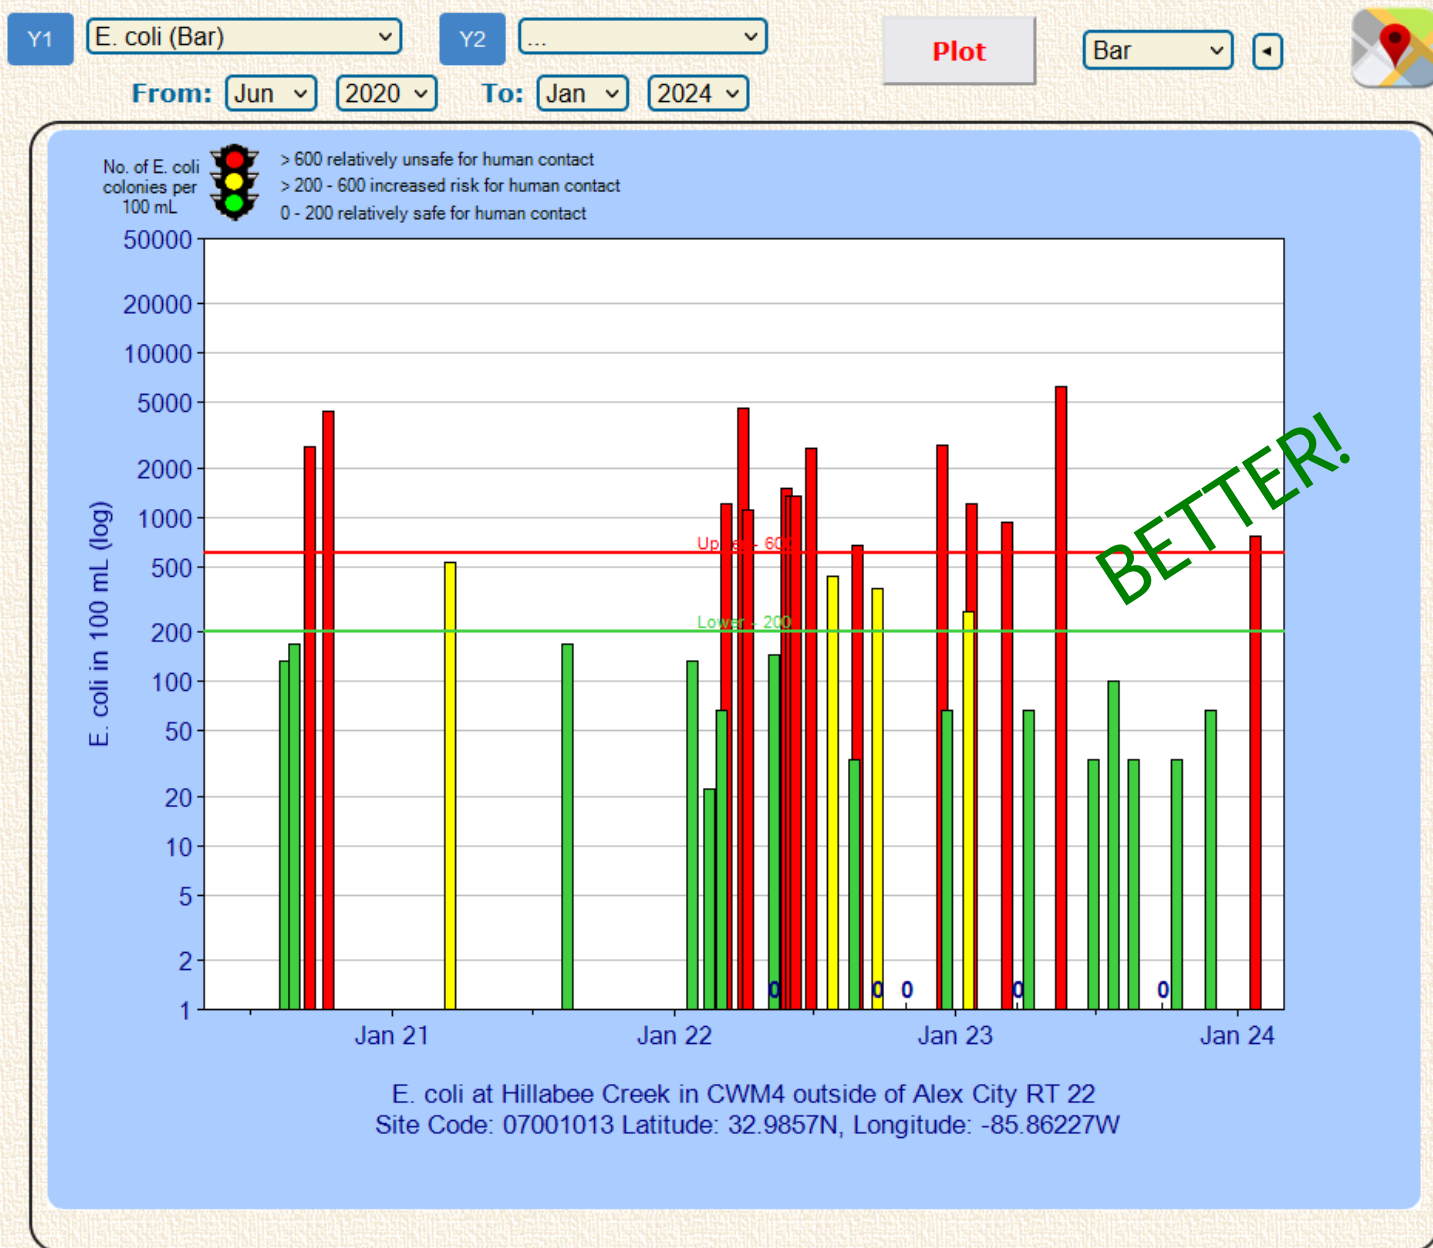 Y1 E. coli (Bar) Y2 ... Plot Bar
From: Jun 2020 To: Jan 2024
No. of E. coli
colonies per
100 mL
> 600 relatively unsafe for human contact
> 200 - 600 increased risk for human contact
0 - 200 relatively safe for human contact
E. coli in 100 mL (log)
50000
20000
10000
5000
2000
1000
500
200
100
50
20
10
5
2
1
Upper - 600
Lower - 200
BETTER!
0 0 0 0 0
Jan 21 Jan 22 Jan 23 Jan 24
E. coli at Hillabee Creek in CWM4 outside of Alex City RT 22
Site Code: 07001013 Latitude: 32.9857N, Longitude: -85.86227W